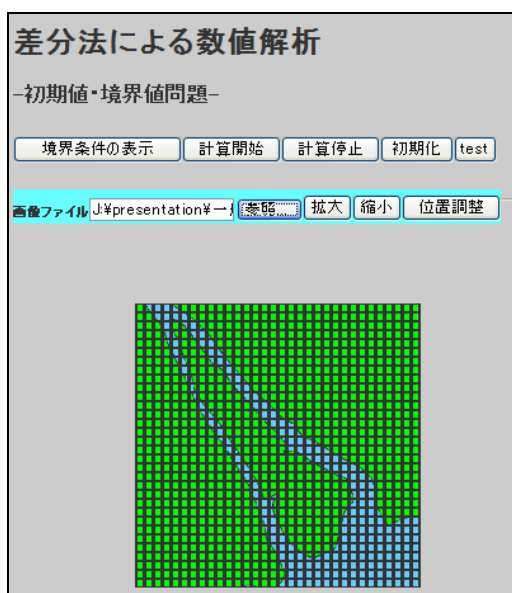 差分法による数値解析
–初期値・境界値問題–
境界条件の表示 計算開始 計算停止 初期化 test
画像ファイル J:¥presentation¥一 参照... 拡大 縮小 位置調整